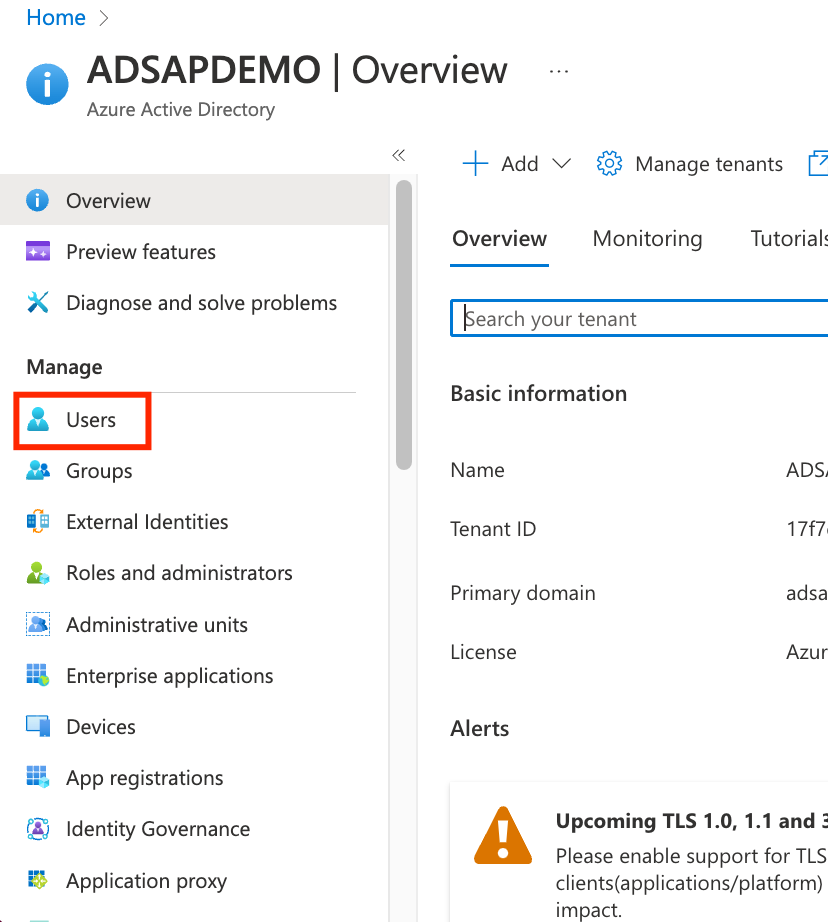 Home
ADSAPDEMO | Overview ...
Azure Active Directory
Add
Manage tenants
Overview
Preview features
Diagnose and solve problems
Manage
Users
Groups
External Identities
Roles and administrators
Administrative units
Enterprise applications
Devices
App registrations
Identity Governance
Application proxy
Overview
Monitoring
Tutorials
Search your tenant
Basic information
Name
ADSA
Tenant ID
17f7
Primary domain
adsa
License
Azur
Alerts
Upcoming TLS 1.0, 1.1 and 3
Please enable support for TLS
clients(applications/platform)
impact.